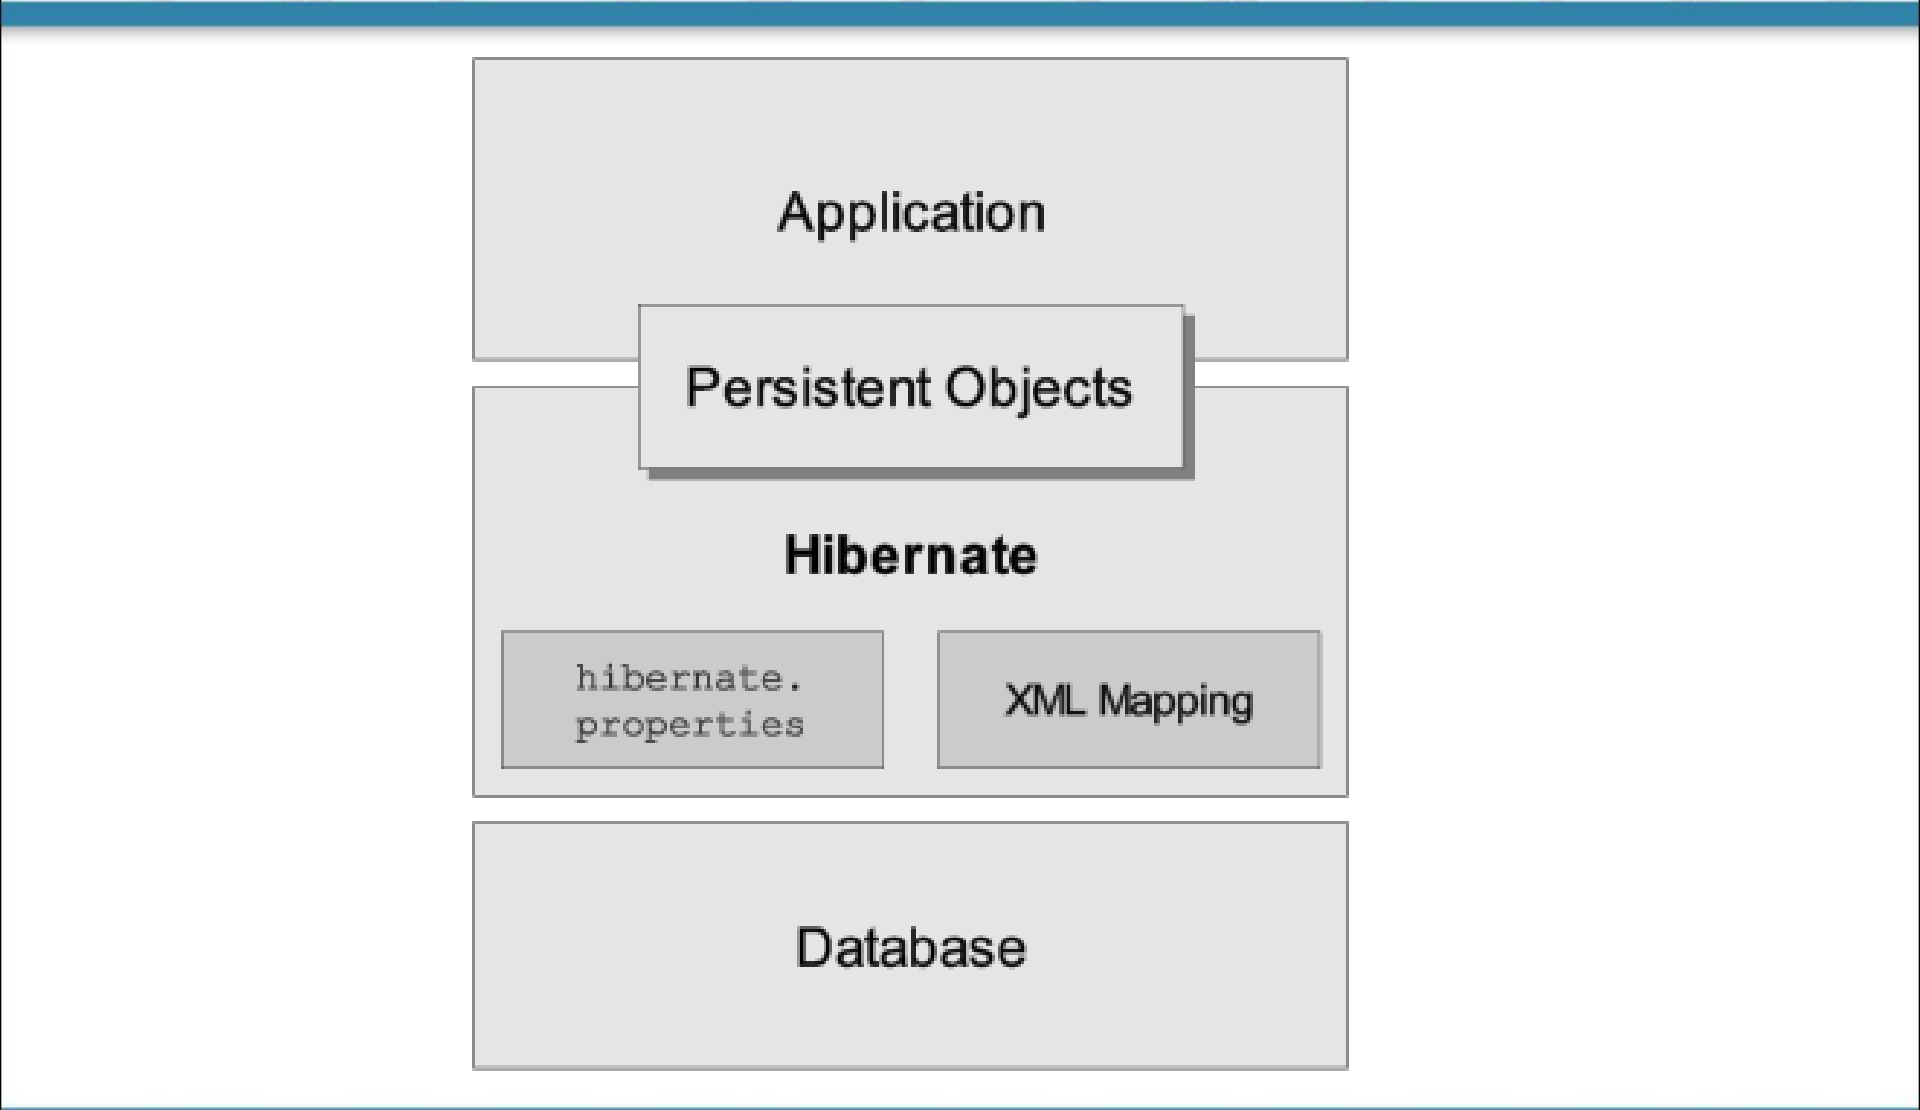 Application
Persistent Objects
Hibernate
hibernate.
properties
XML Mapping
Database